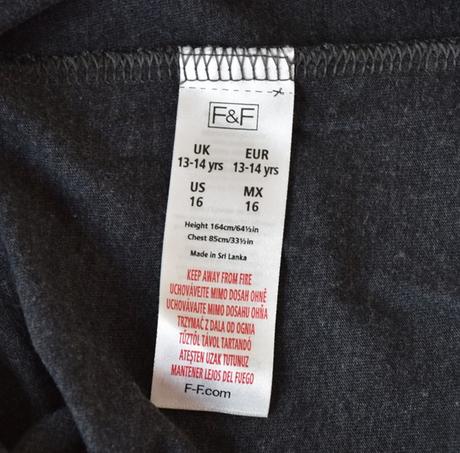 F&F
UK EUR
13-14 yrs 13-14 yrs
US MX
16 16
Height 164cm/64½in
Chest 85cm/33½in
Made in Sri Lanka
KEEP AWAY FROM FIRE
UCHOVÁVEJTE MIMO DOSAH OHNĚ
UCHOVÁVAJTE MIMO DOSAHU OHŇA
TRZYMAĆ Z DALA OD OGNIA
TŰZTŐL TÁVOL TARTANDÓ
ATEŞTEN UZAK TUTUNUZ
MANTENER LEJOS DEL FUEGO
F-F.com